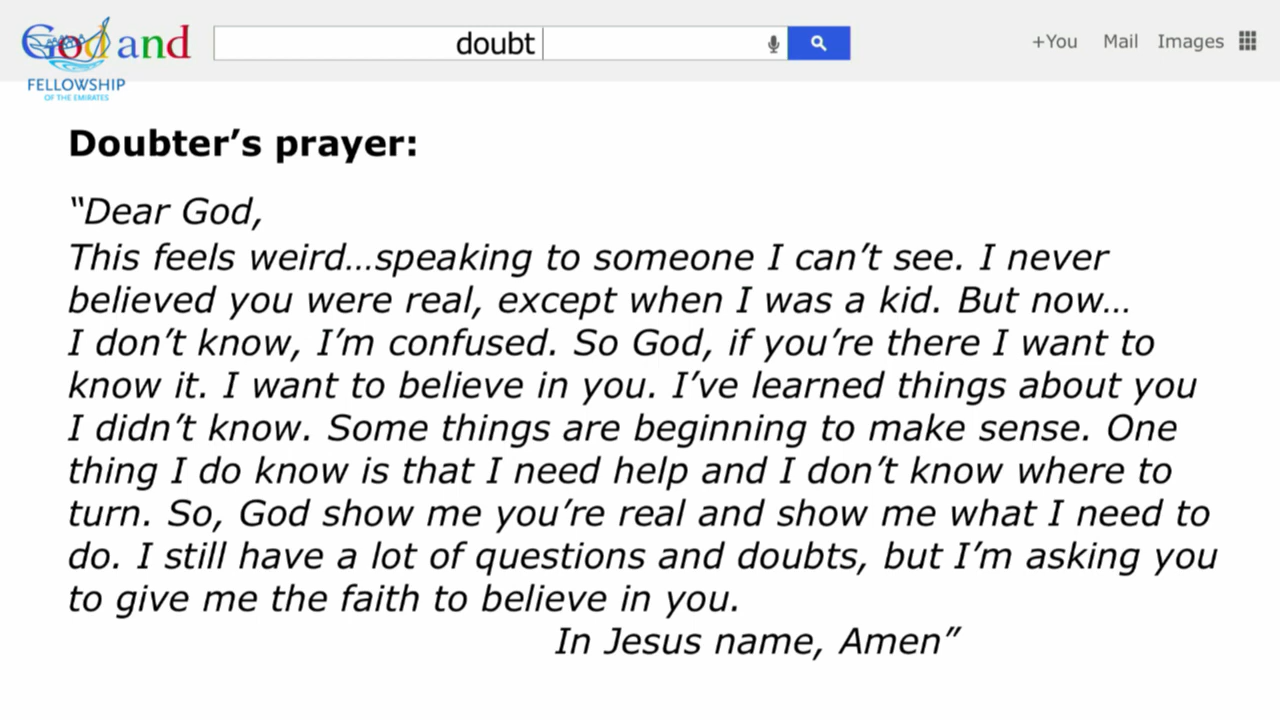 God and
doubt
+You Mail Images
FELLOWSHIP
OF THE EMIRATES
Doubter’s prayer:
“Dear God,
This feels weird…speaking to someone I can’t see. I never
believed you were real, except when I was a kid. But now…
I don’t know, I’m confused. So God, if you’re there I want to
know it. I want to believe in you. I’ve learned things about you
I didn’t know. Some things are beginning to make sense. One
thing I do know is that I need help and I don’t know where to
turn. So, God show me you’re real and show me what I need to
do. I still have a lot of questions and doubts, but I’m asking you
to give me the faith to believe in you.
In Jesus name, Amen”